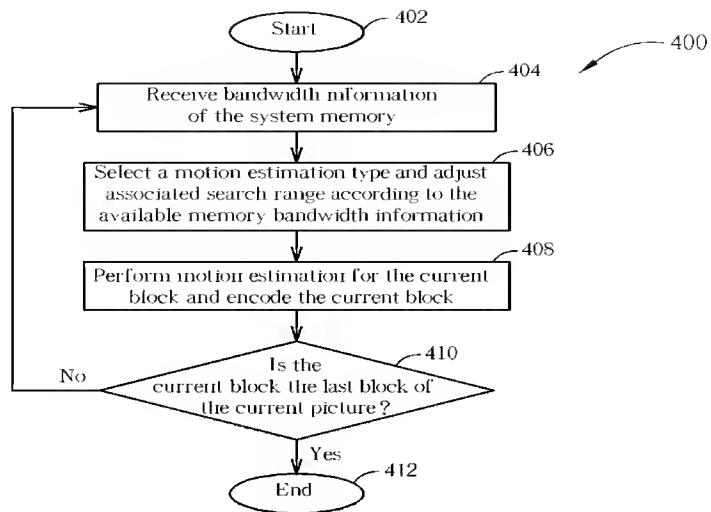 Start
402
400
404
Receive bandwidth information
of the system memory
406
Select a motion estimation type and adjust
associated search range according to the
available memory bandwidth information
408
Perform motion estimation for the current
block and encode the current block
410
Is the
current block the last block of
the current picture?
No
Yes
412
End